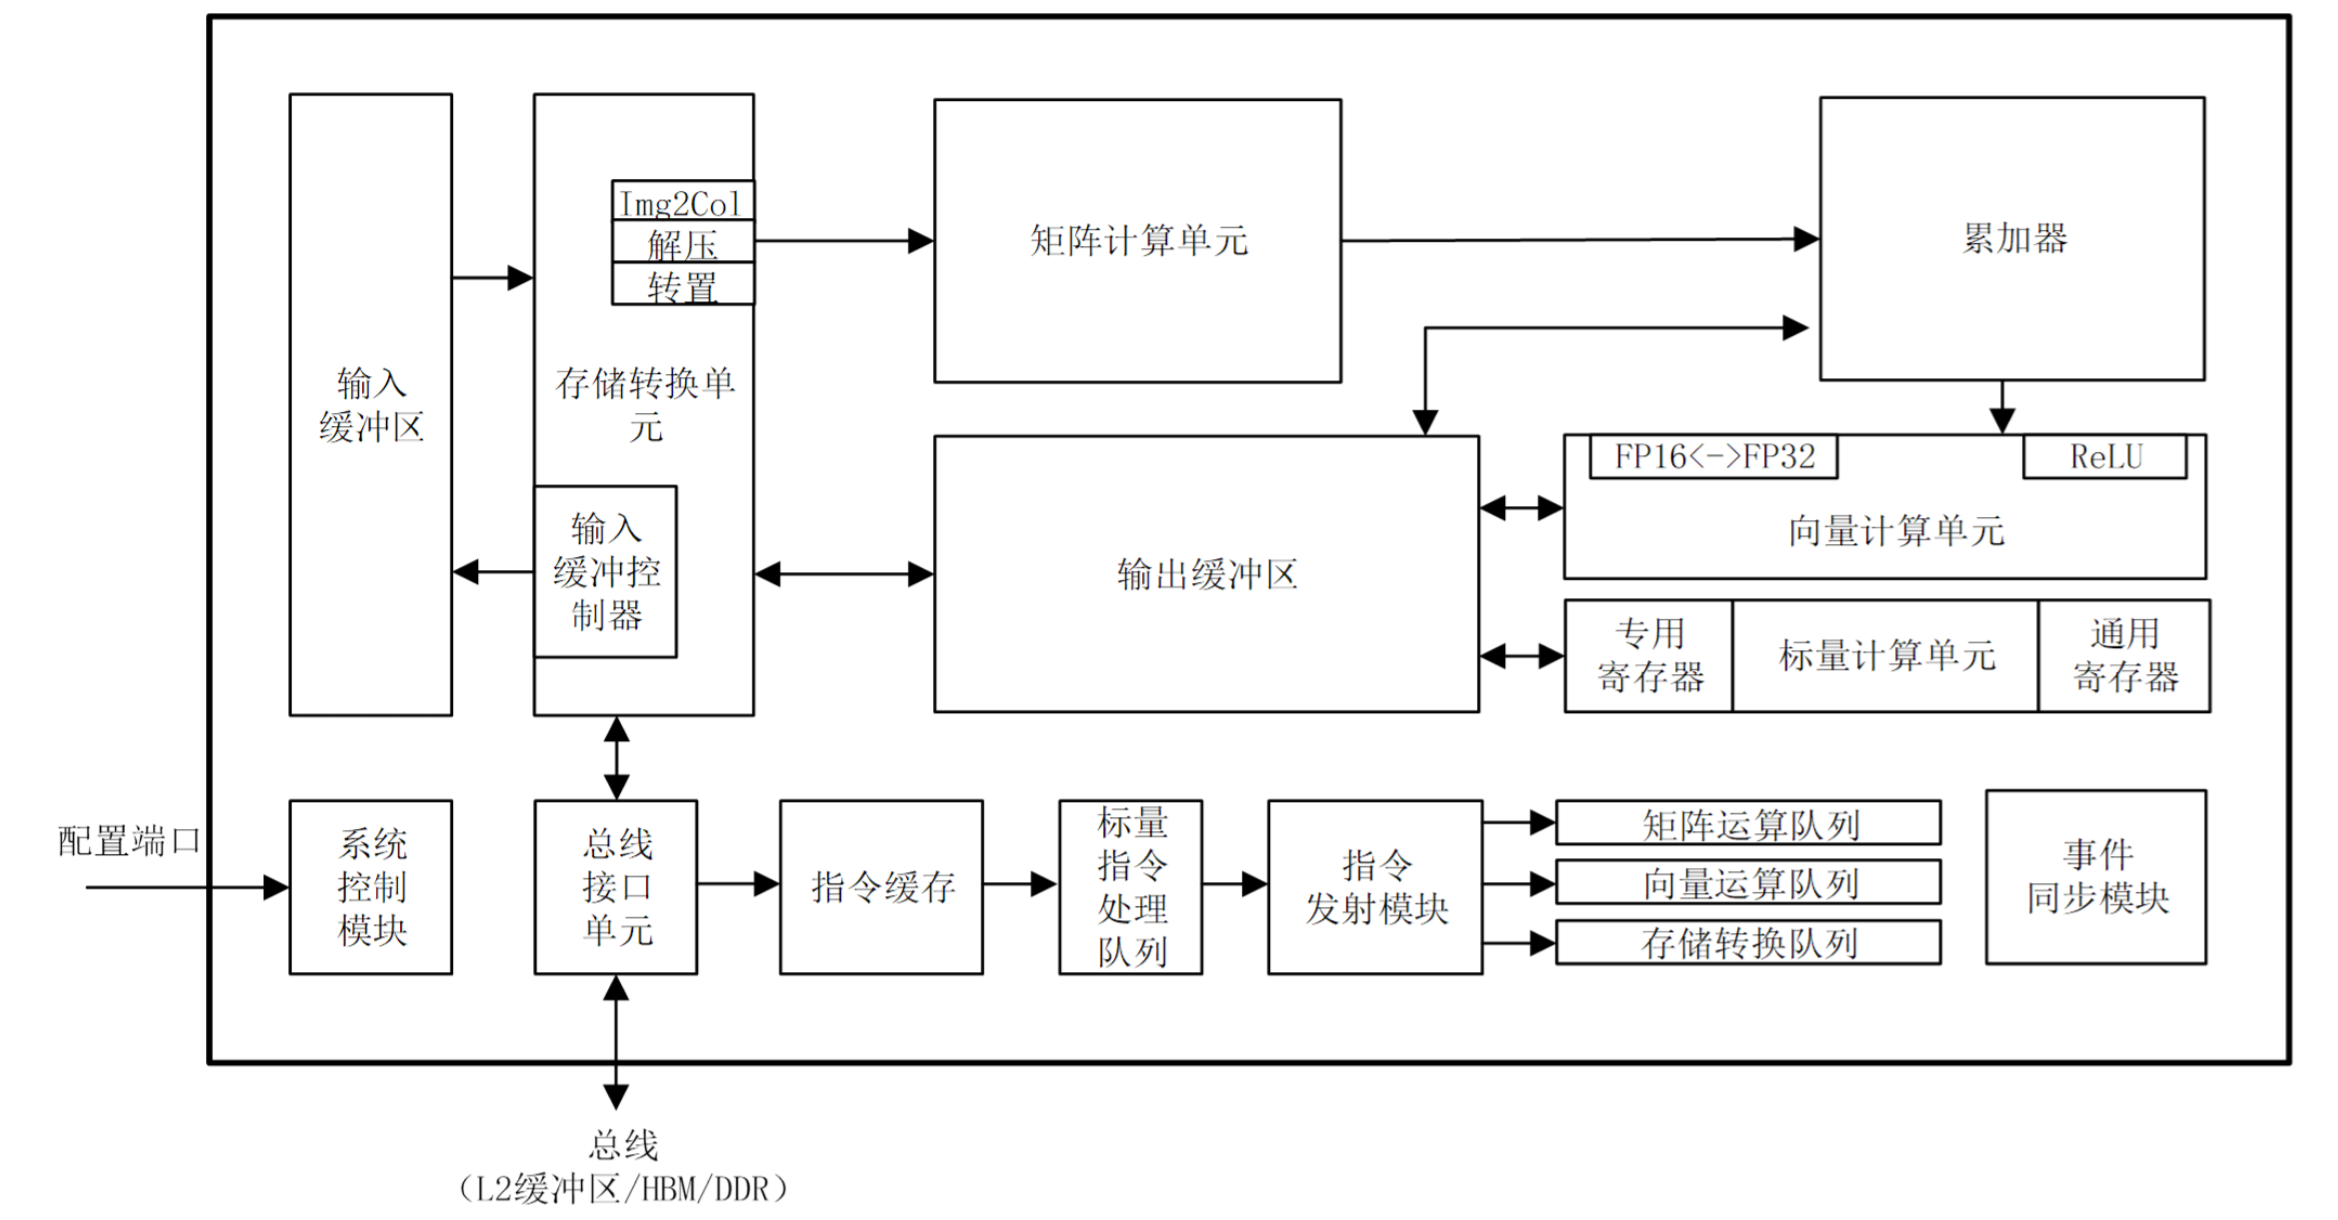 Img2Col
解压
转置
矩阵计算单元
累加器
输入
缓冲区
存储转换单
元
FP16<->FP32
ReLU
向量计算单元
输入
缓冲控
制器
输出缓冲区
专用
寄存器
标量计算单元
通用
寄存器
配置端口
系统
控制
模块
总线
接口
单元
指令缓存
标量
指令
处理
队列
指令
发射模块
矩阵运算队列
向量运算队列
存储转换队列
事件
同步模块
总线
(L2缓冲区/HBM/DDR)